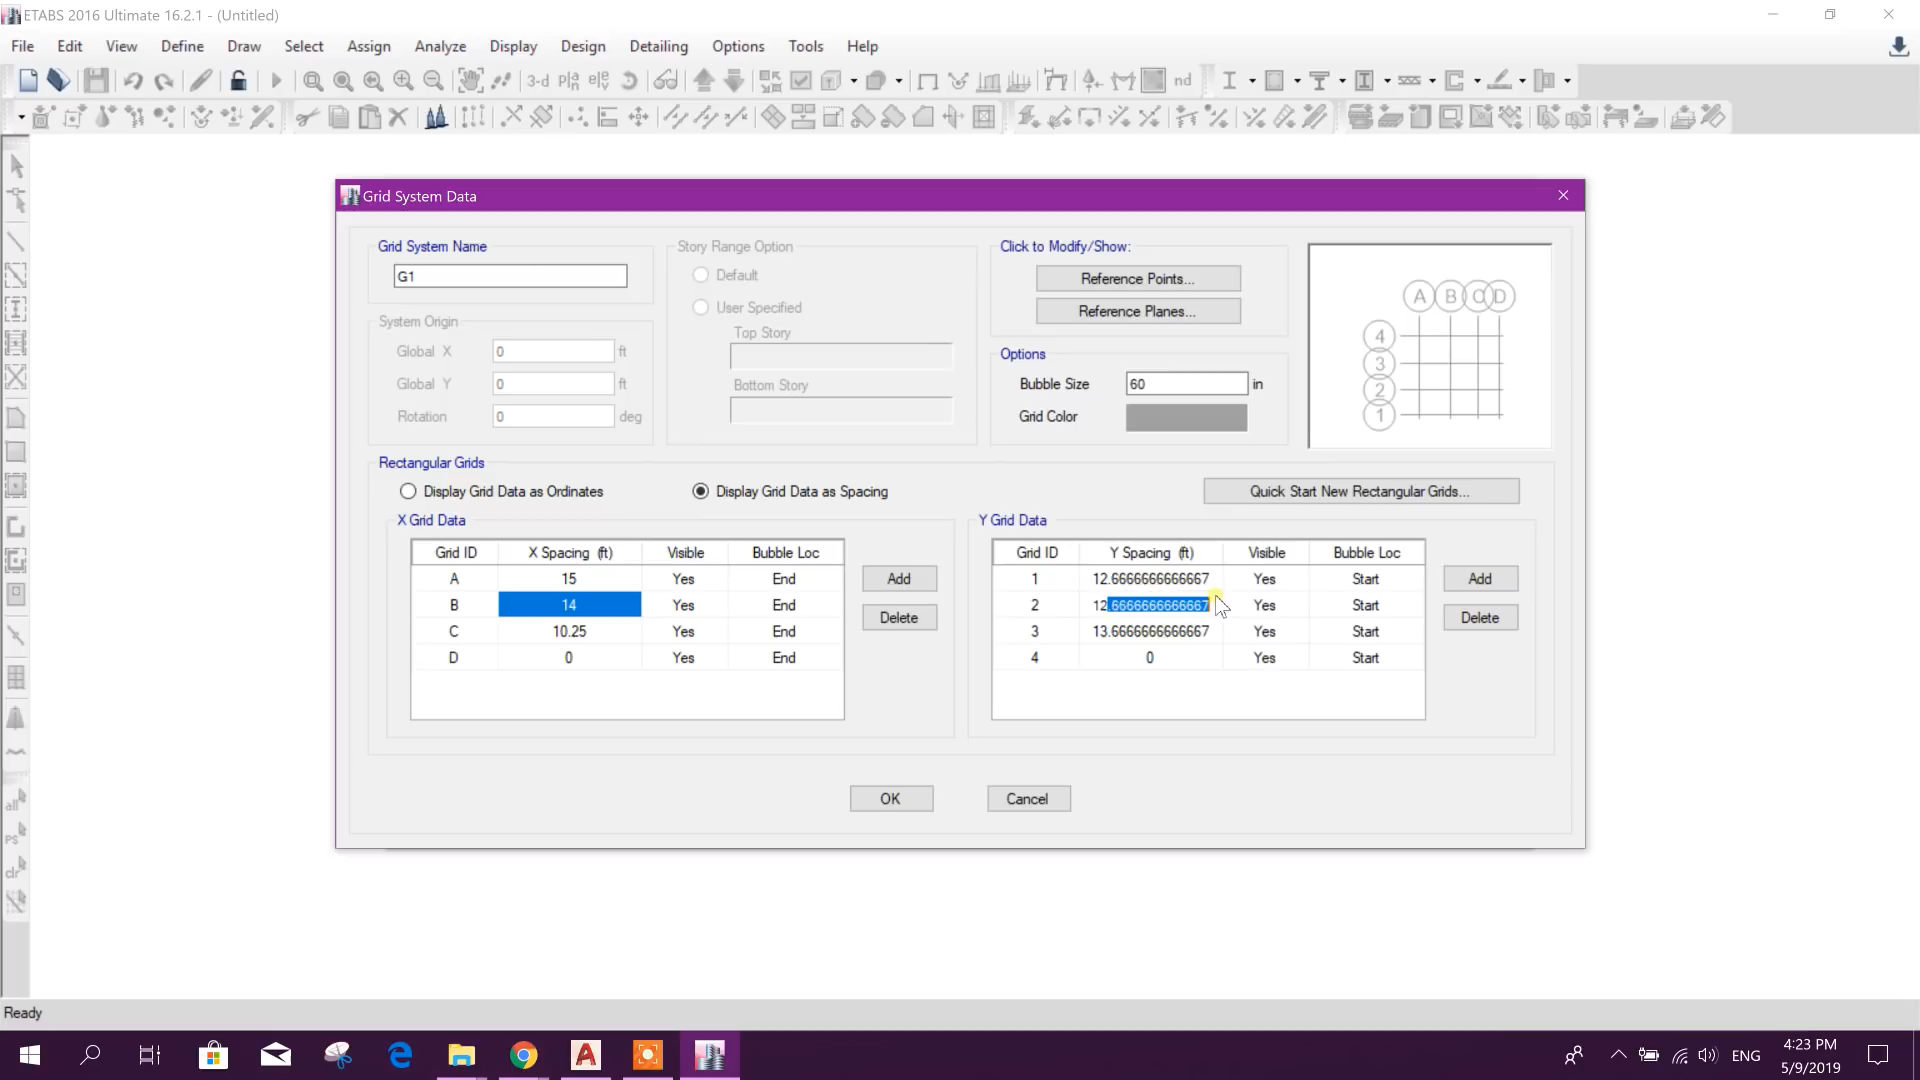 ETABS 2016 Ultimate 16.2.1 - (Untitled)
File Edit View Define Draw Select Assign Analyze Display Design Detailing Options Tools Help
3-d
nd
Grid System Data
Grid System Name
G1
Story Range Option
Default
User Specified
Top Story
Bottom Story
Click to Modify/Show:
Reference Points...
Reference Planes...
System Origin
Global X 0 ft
Global Y 0 ft
Rotation 0 deg
Options
Bubble Size 60 in
Grid Color
A B C D
4
3
2
1
Rectangular Grids
Display Grid Data as Ordinates Display Grid Data as Spacing Quick Start New Rectangular Grids...
X Grid Data
Grid ID X Spacing (ft) Visible Bubble Loc
A 15 Yes End
B 14 Yes End
C 10.25 Yes End
D 0 Yes End
Add
Delete
Y Grid Data
Grid ID Y Spacing (ft) Visible Bubble Loc
1 12.6666666666667 Yes Start
2 12.6666666666667 Yes Start
3 13.6666666666667 Yes Start
4 0 Yes Start
Add
Delete
OK Cancel
all
PS
clr
Ready
ENG
4:23 PM
5/9/2019